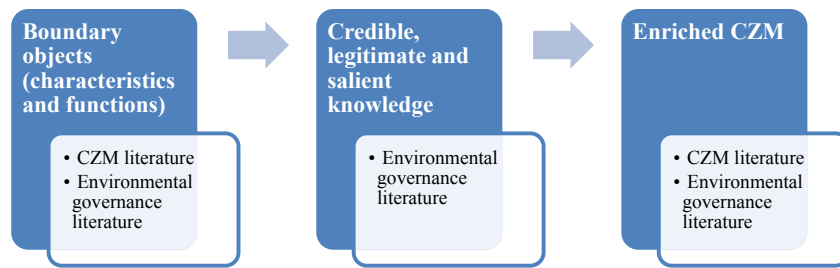 Boundary
objects
(characteristics
and functions)
• CZM literature
• Environmental
governance
literature
Credible,
legitimate and
salient
knowledge
• Environmental
governance
literature
Enriched CZM
• CZM literature
• Environmental
governance
literature